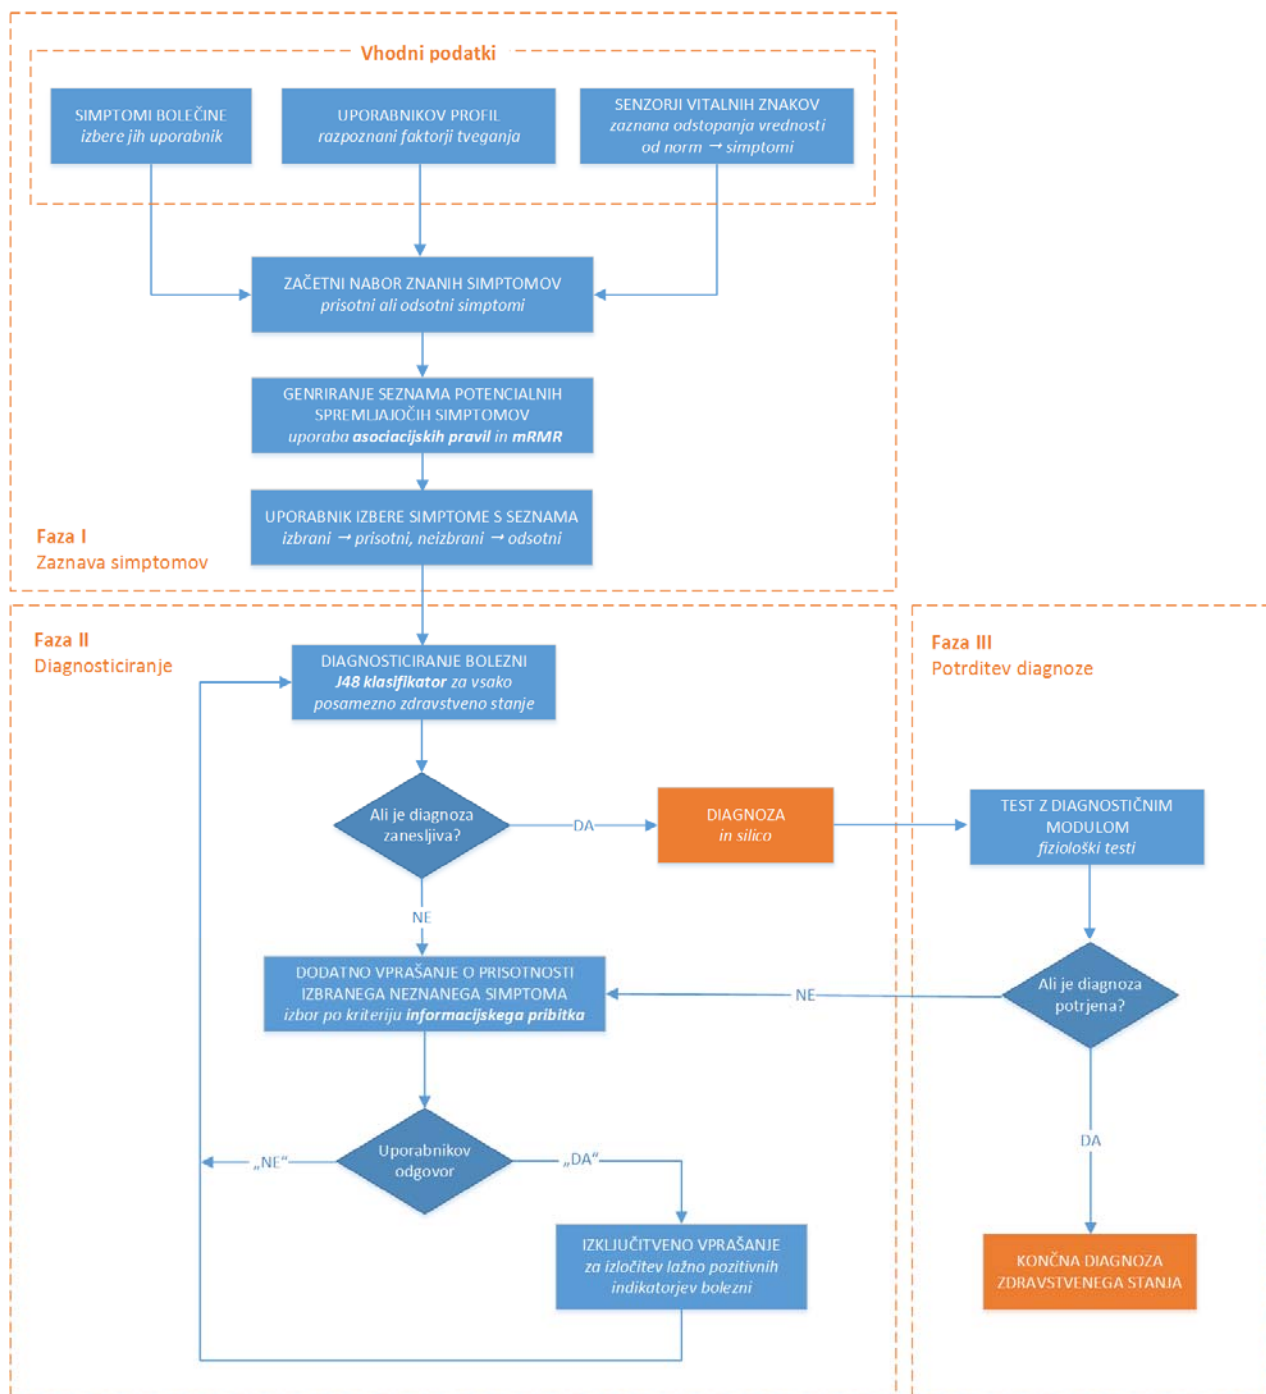 Vhodni podatki
SIMPTOMI BOLEČINE
izbere jih uporabnik
UPORABNIKOV PROFIL
razpoznani faktorji tveganja
SENZORJI VITALNIH ZNAKOV
zaznana odstopanja vrednosti
od norm → simptomi
ZAČETNI NABOR ZNANIH SIMPTOMOV
prisotni ali odsotni simptomi
GENRIRANJE SEZNAMA POTENCIALNIH
SPREMLJAJOČIH SIMPTOMOV
uporaba asociacijskih pravil in mRMR
UPORABNIK IZBERE SIMPTOME S SEZNAMA
izbrani → prisotni, neizbrani → odsotni
Faza I
Zaznava simptomov
Faza II
Diagnosticiranje
DIAGNOSTICIRANJE BOLEZNI
J48 klasifikator za vsako
posamezno zdravstveno stanje
Ali je diagnoza
zanesljiva?
DA
DIAGNOZA
in silico
NE
DODATNO VPRAŠANJE O PRISOTNOSTI
IZBRANEGA NEZNANEGA SIMPTOMA
izbor po kriteriju informacijskega pribitka
Uporabnikov
odgovor
„NE“
„DA“
IZKLJUČITVENO VPRAŠANJE
za izločitev lažno pozitivnih
indikatorjev bolezni
Faza III
Potrditev diagnoze
TEST Z DIAGNOSTIČNIM
MODULOM
fiziološki testi
Ali je diagnoza
potrjena?
NE
DA
KONČNA DIAGNOZA
ZDRAVSTVENEGA STANJA